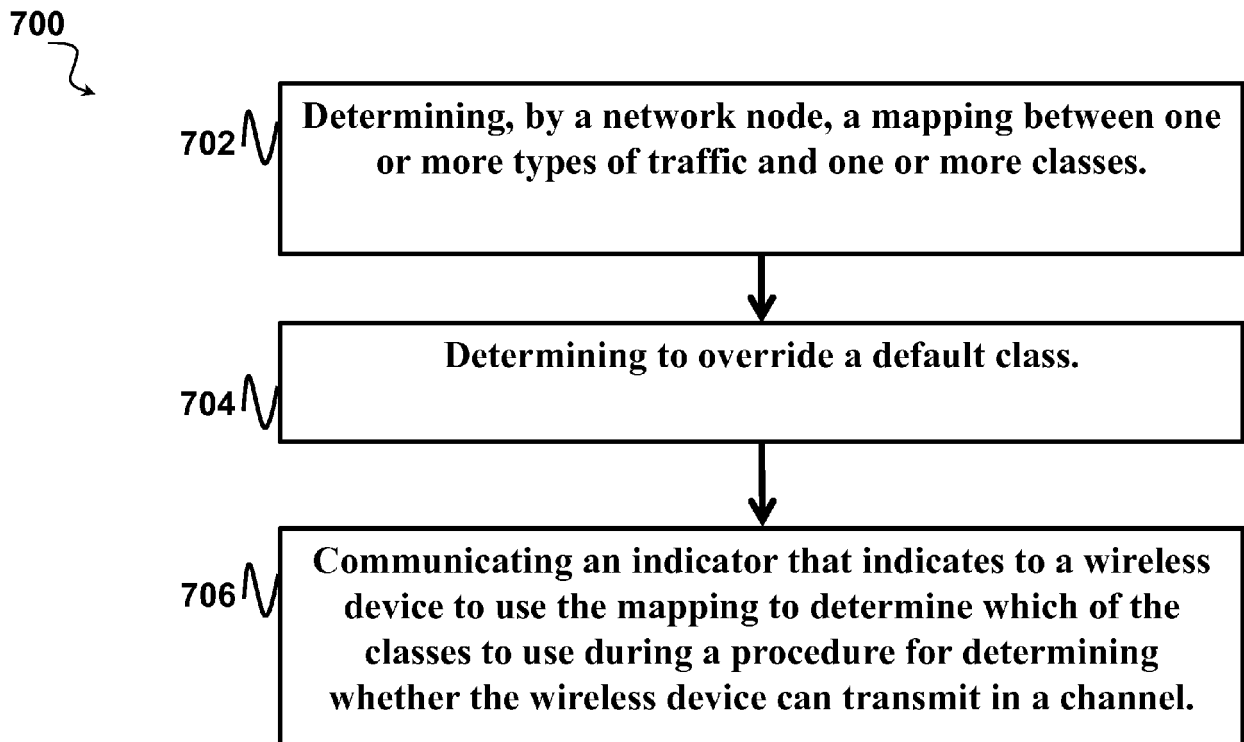 700
702
Determining, by a network node, a mapping between one
or more types of traffic and one or more classes.
704
Determining to override a default class.
706
Communicating an indicator that indicates to a wireless
device to use the mapping to determine which of the
classes to use during a procedure for determining
whether the wireless device can transmit in a channel.